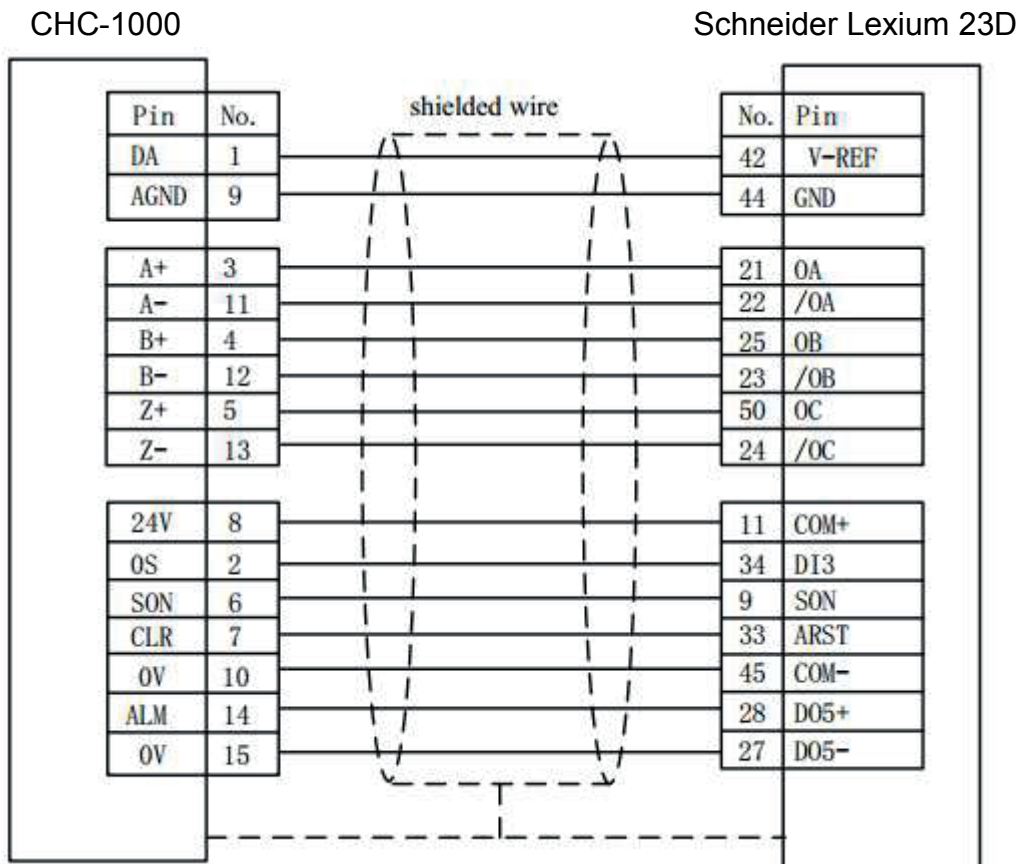 CHC-1000 Schneider Lexium 23D
shielded wire
Pin No. No. Pin
DA 1 42 V-REF
AGND 9 44 GND
A+ 3 21 OA
A- 11 22 /OA
B+ 4 25 OB
B- 12 23 /OB
Z+ 5 50 OC
Z- 13 24 /OC
24V 8 11 COM+
OS 2 34 DI3
SON 6 9 SON
CLR 7 33 ARST
0V 10 45 COM-
ALM 14 28 DO5+
0V 15 27 DO5-